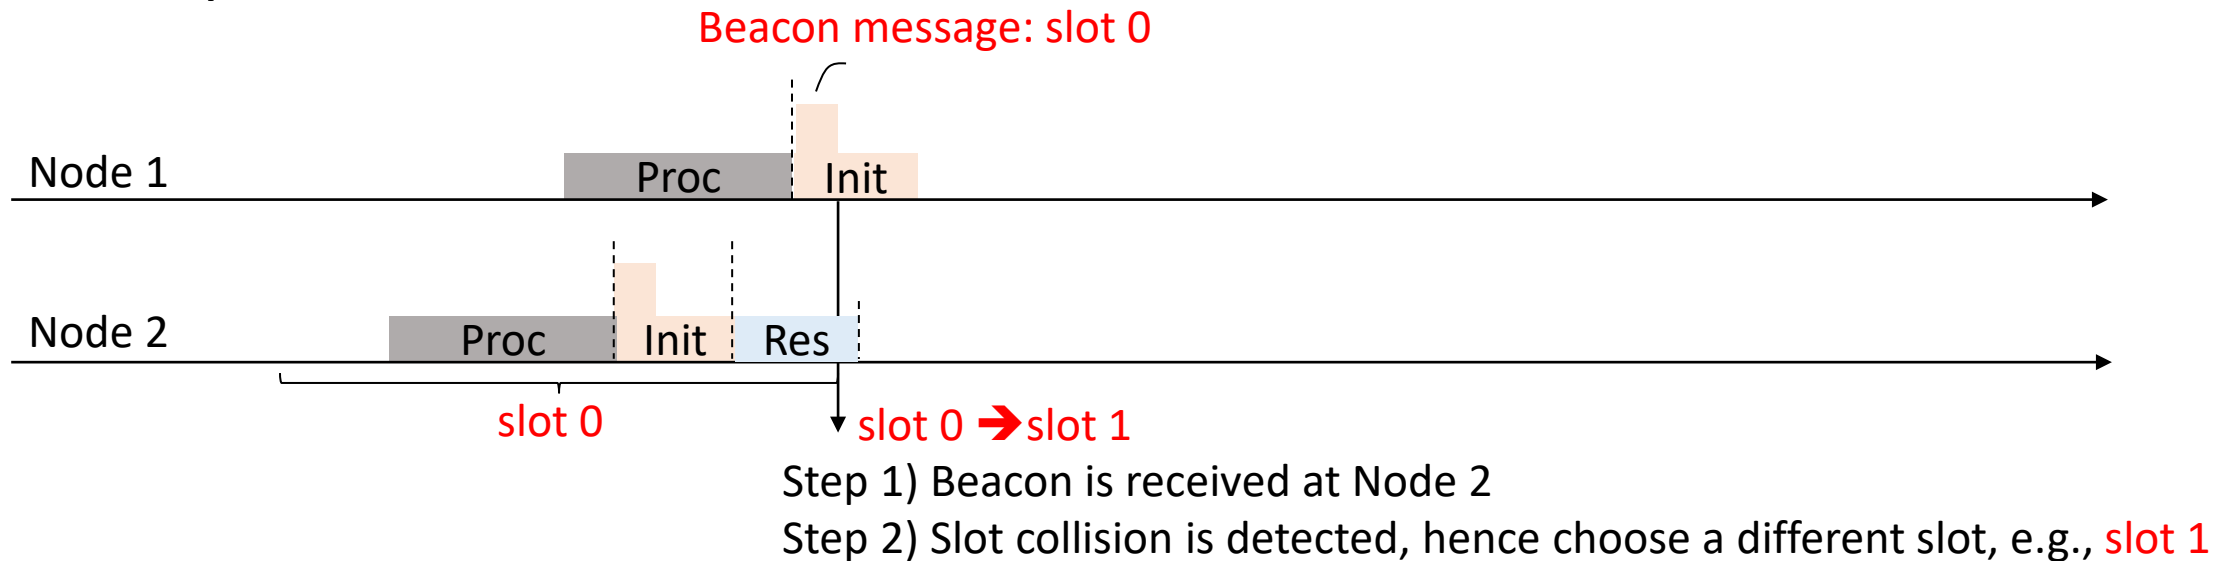 Beacon message: slot 0
Node 1
Proc
Init
Node 2
Proc
Init
Res
slot 0
slot 0 ➔ slot 1
Step 1) Beacon is received at Node 2
Step 2) Slot collision is detected, hence choose a different slot, e.g., slot 1